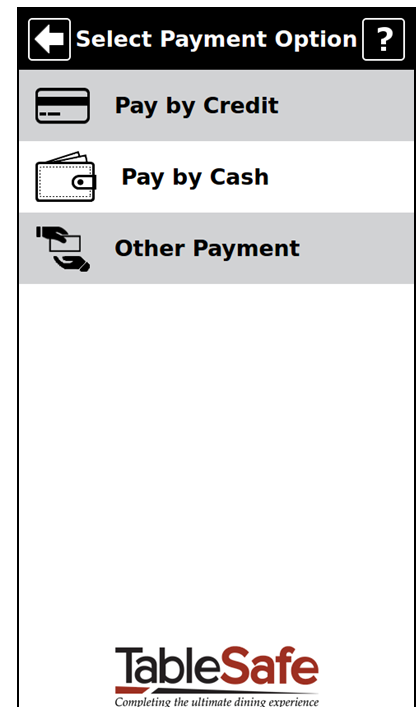 Select Payment Option ?
Pay by Credit
Pay by Cash
Other Payment
TableSafe
Completing the ultimate dining experience